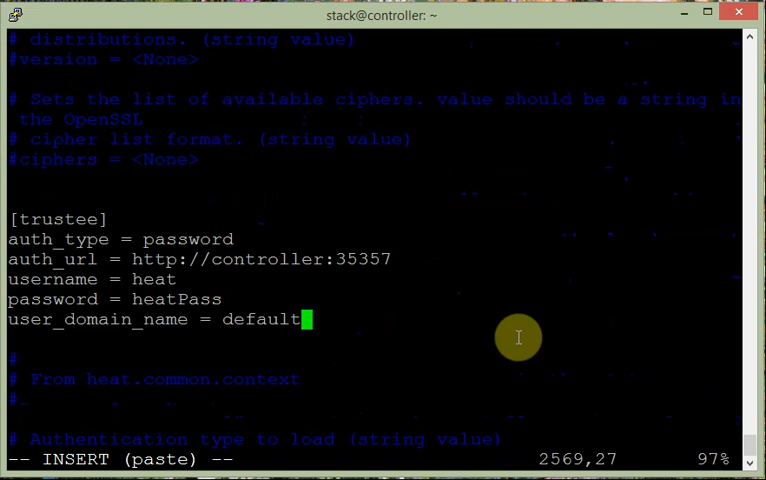 stack@controller: ~
# distributions. (string value)
#version = <None>
# Sets the list of available ciphers. value should be a string in
the OpenSSL
# cipher list format. (string value)
#ciphers = <None>
[trustee]
auth_type = password
auth_url = http://controller:35357
username = heat
password = heatPass
user_domain_name = default
#
# From heat.common.context
#
# Authentication type to load (string value)
-- INSERT (paste) -- 2569,27 97%